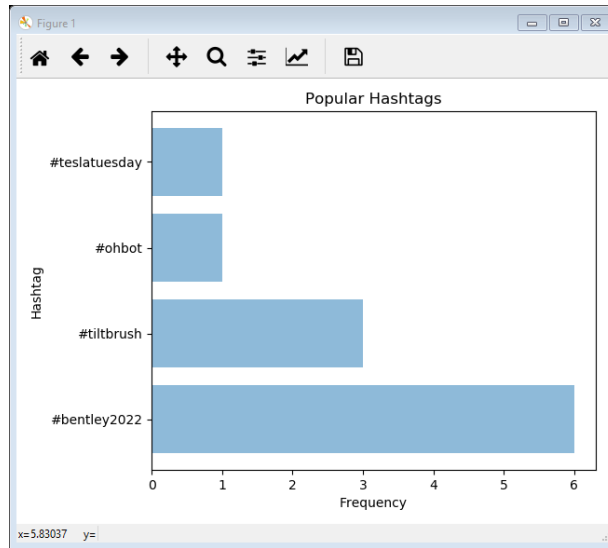 Figure 1
Popular Hashtags
#teslatuesday
#ohbot
#tiltbrush
#bentley2022
Hashtag
0 1 2 3 4 5 6
Frequency
x=5.83037 y=